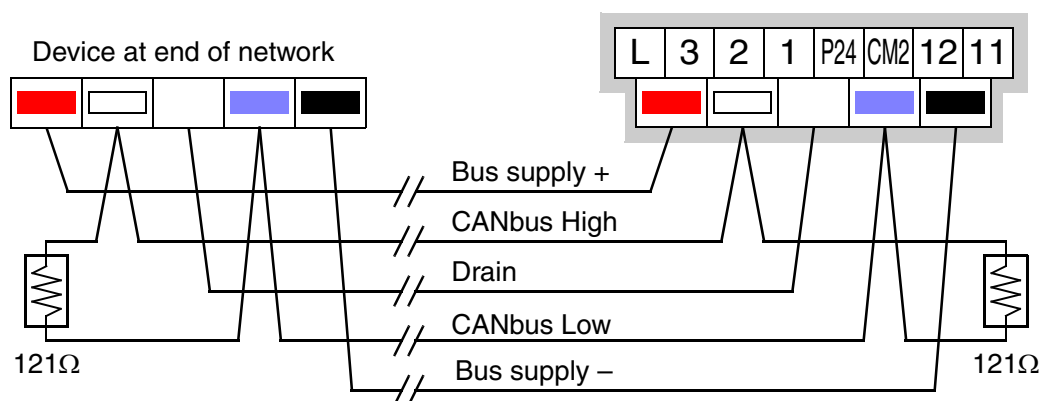 Device at end of network
L 3 2 1 P24 CM2 12 11
Bus supply +
CANbus High
Drain
CANbus Low
Bus supply –
121Ω
121Ω